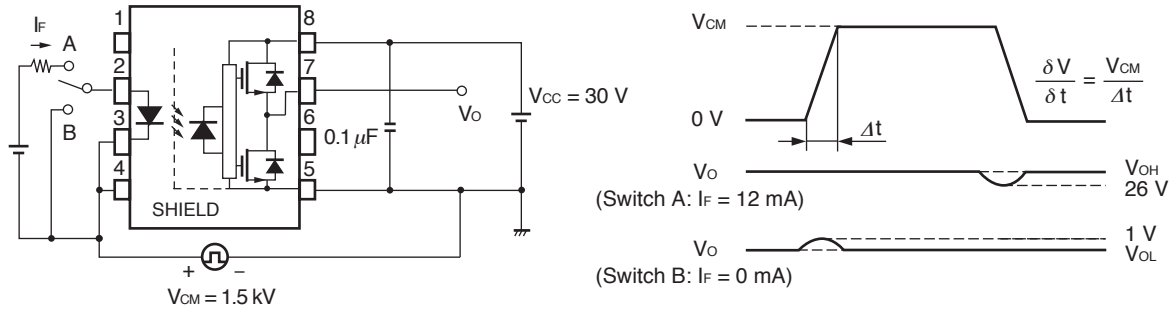 IF
A
B
1
2
3
4
8
7
6
5
SHIELD
0.1 μF
VO
VCC = 30 V
+
–
VCM = 1.5 kV
VCM
0 V
Δt
δV
δt
=
VCM
Δt
VO
(Switch A: IF = 12 mA)
VOH
26 V
VO
(Switch B: IF = 0 mA)
1 V
VOL